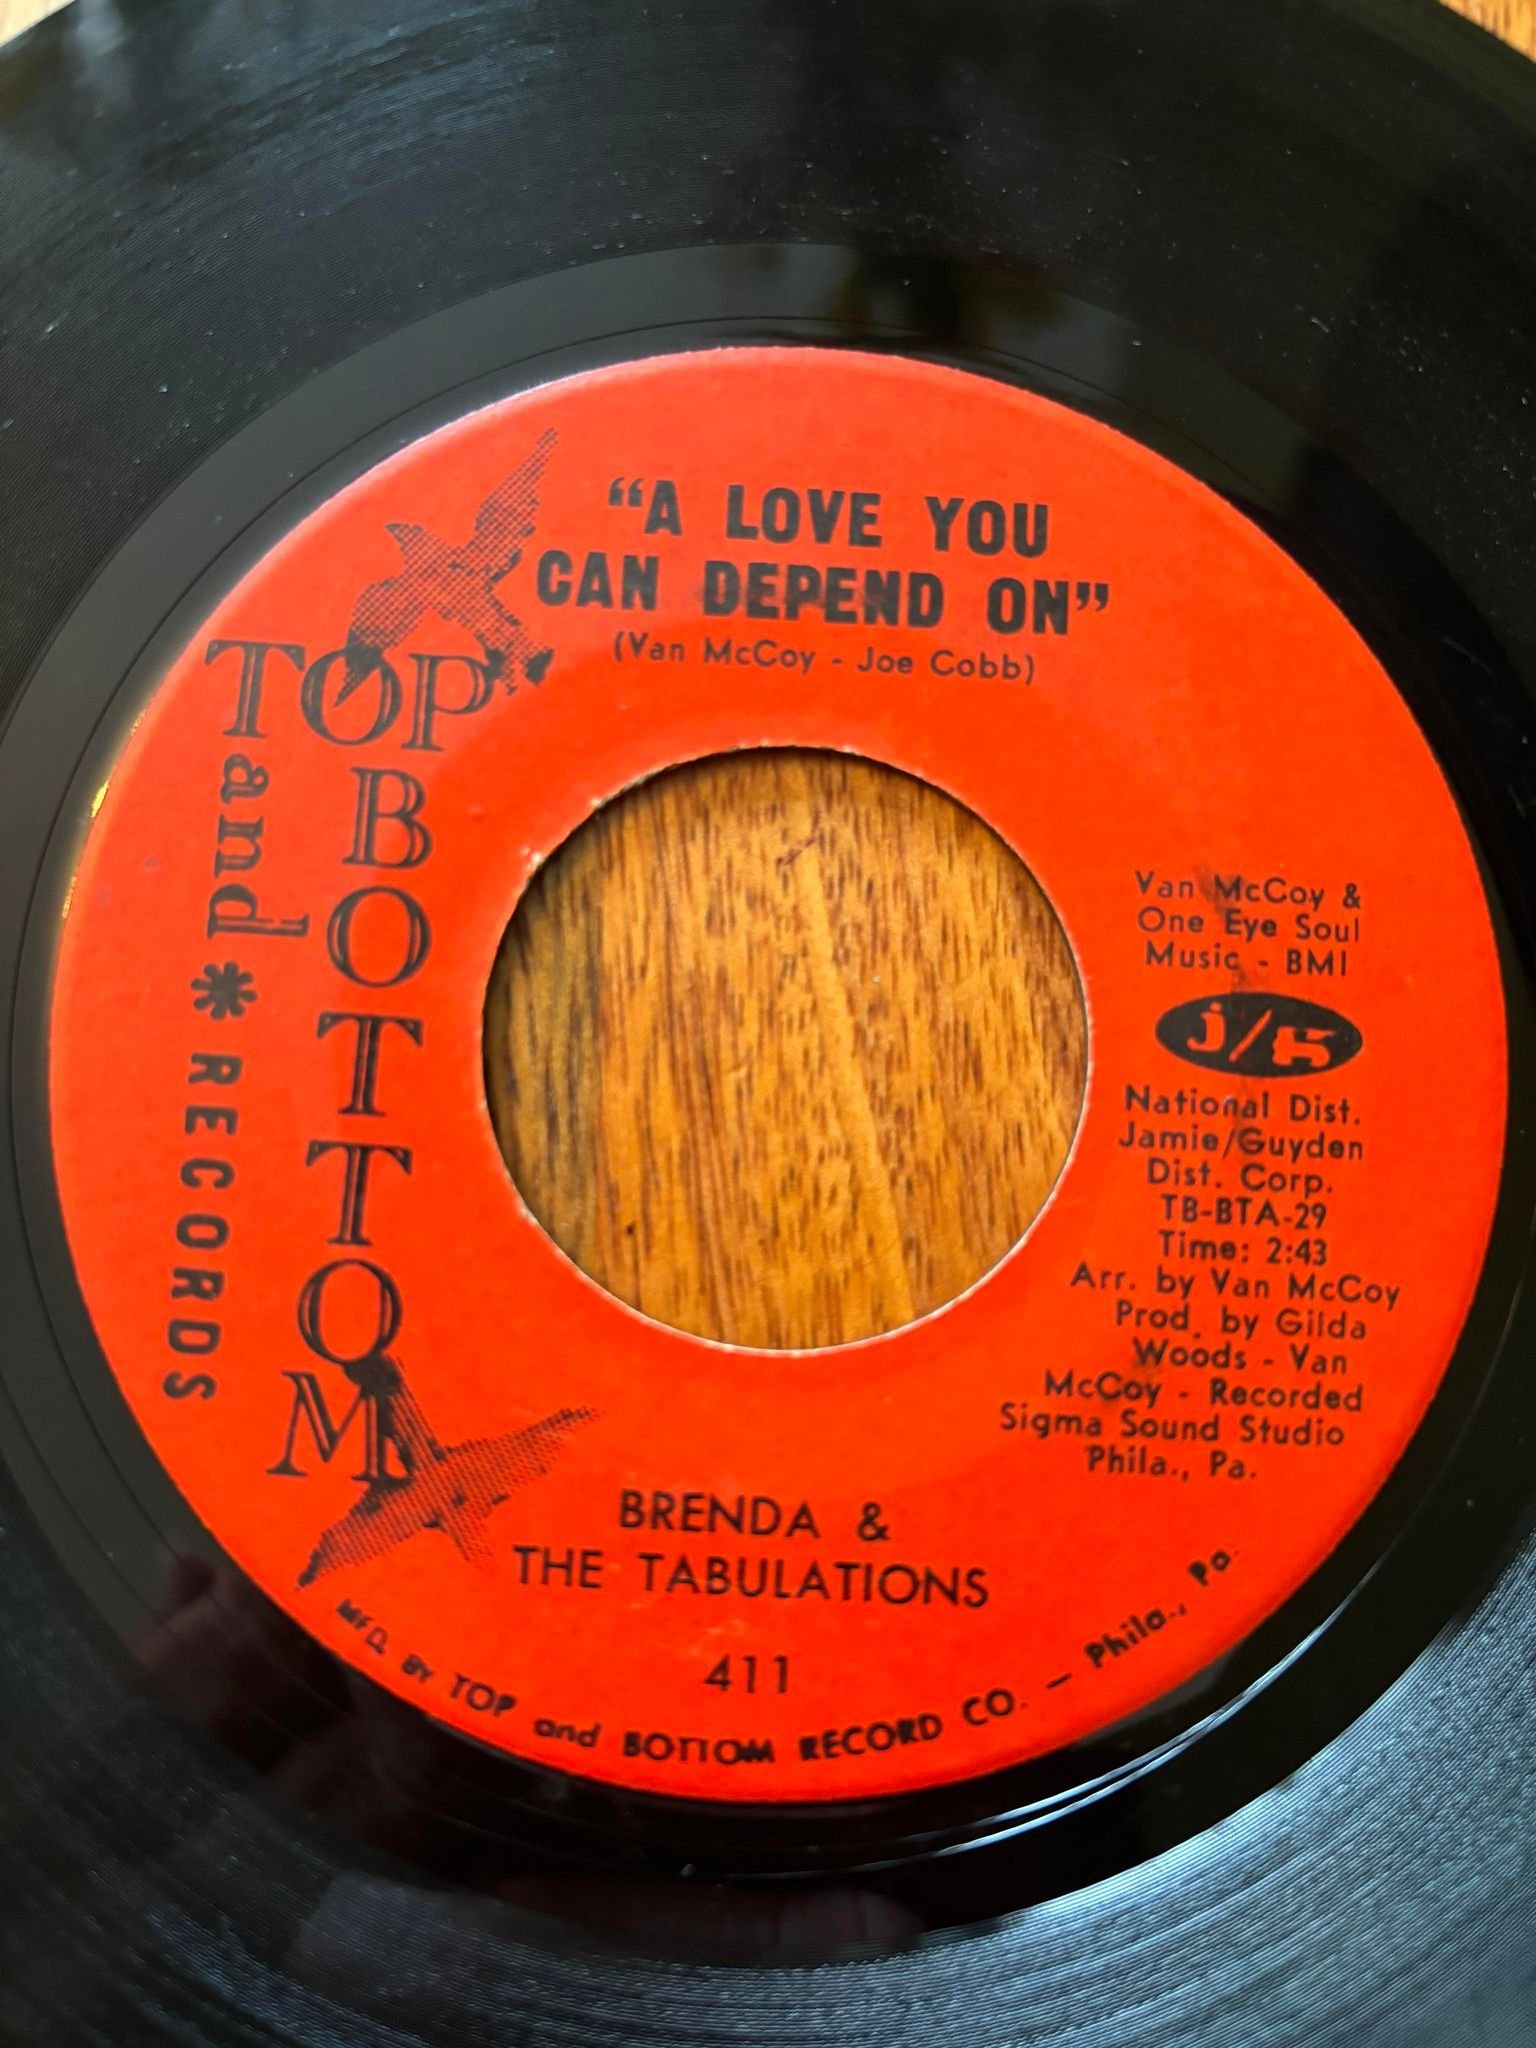 "A LOVE YOU
CAN DEPEND ON"
(Van McCoy - Joe Cobb)
TOP
and
BOTTOM
* RECORDS
Van McCoy &
One Eye Soul
Music - BMI
j/G
National Dist.
Jamie/Guyden
Dist. Corp.
TB-BTA-29
Time: 2:43
Arr. by Van McCoy
Prod. by Gilda
Woods - Van
McCoy - Recorded
Sigma Sound Studio
Phila., Pa.
BRENDA &
THE TABULATIONS
411
MFD. BY TOP and BOTTOM RECORD CO. — Phila., Pa.